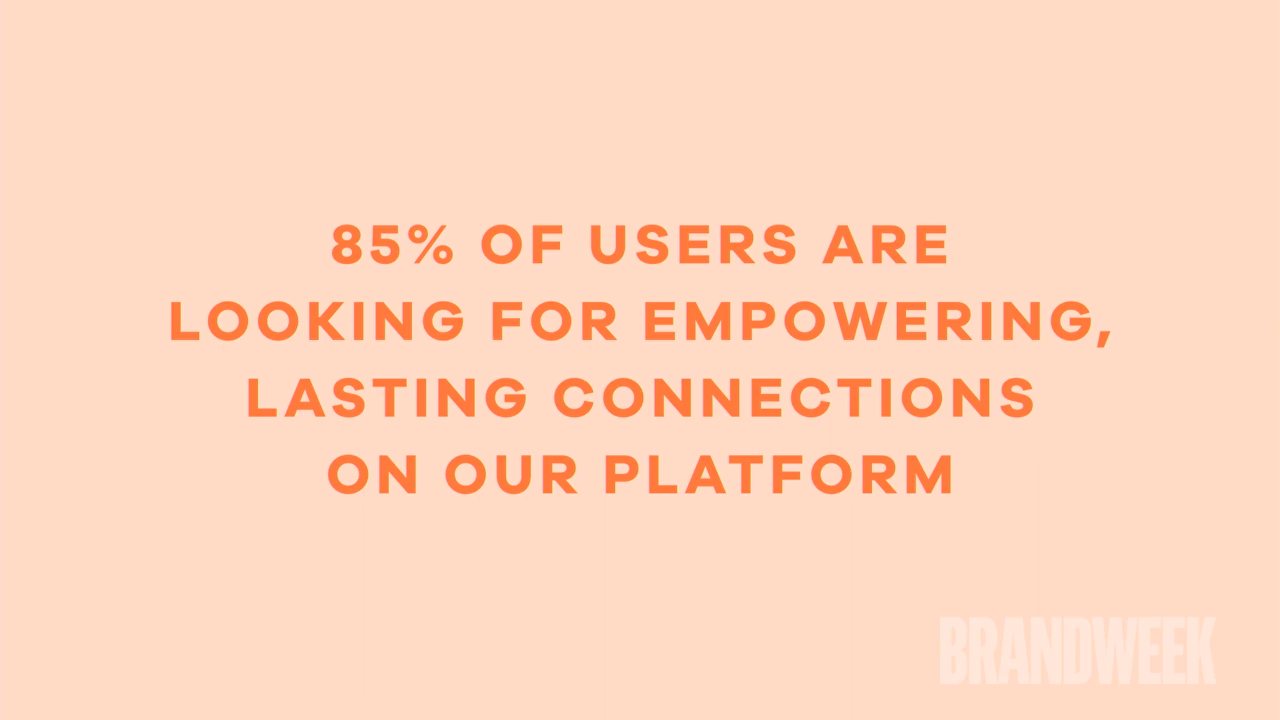 85% OF USERS ARE
LOOKING FOR EMPOWERING,
LASTING CONNECTIONS
ON OUR PLATFORM
BRANDWEEK